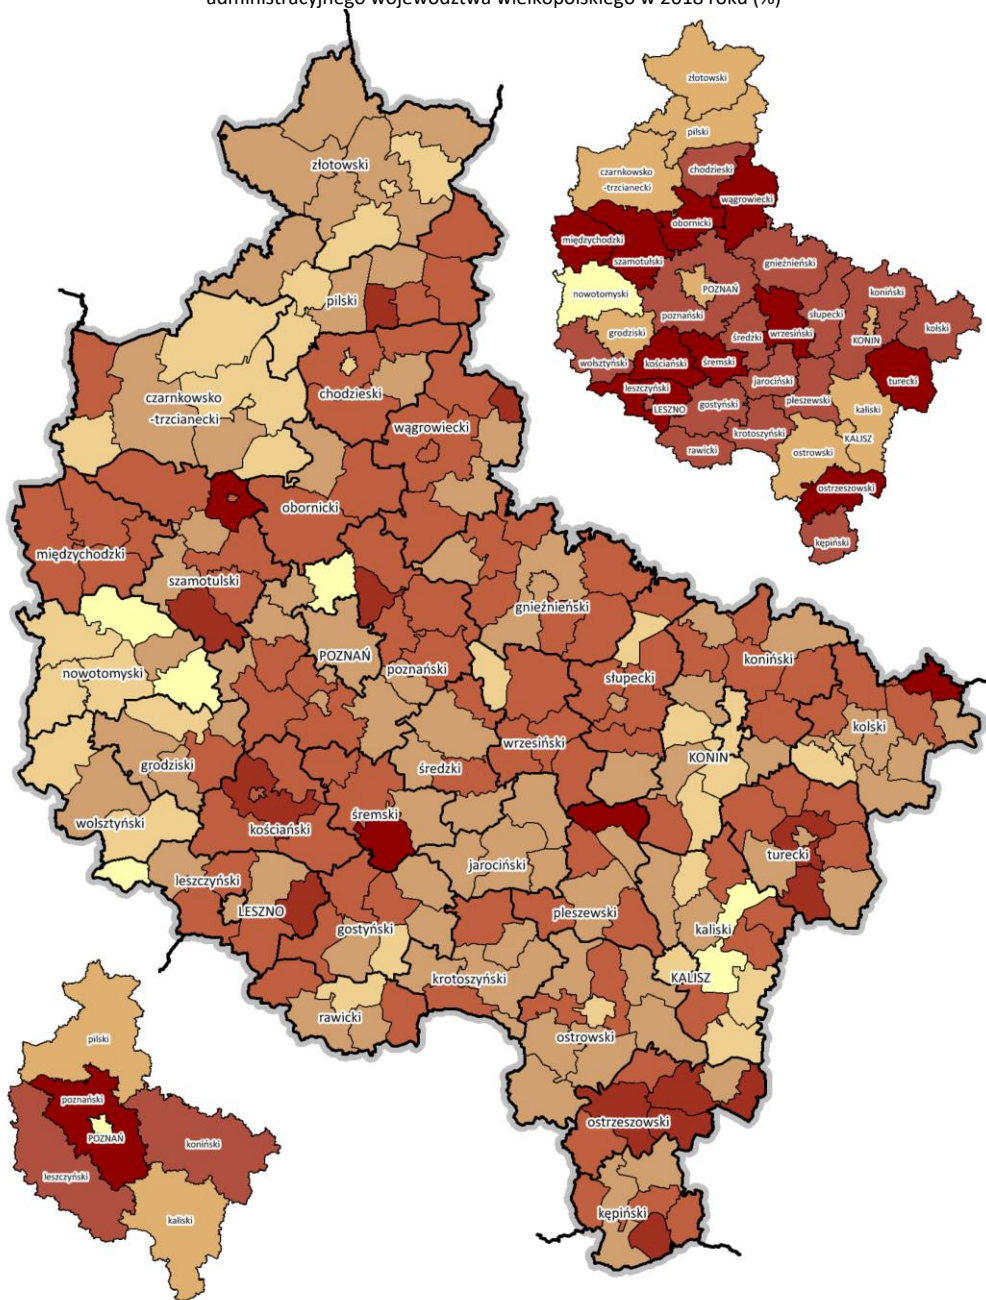 administracyjnego województwa wielkopolskiego w 2018 roku (%)
złotowski
pilski
czarnkowsko
-trzcianecki
chodzieski
wągrowiecki
obornicki
międzychodzki
szamotulski
gnieźnieński
nowotomyski
POZNAŃ
poznański
koniński
słupecki
kolski
grodziski
wrzesiński
KONIN
średzki
wolsztyński
kościański
śremski
leszczyński
jarociński
turecki
LESZNO
gostyński
pleszewski
kaliski
rawicki
krotoszyński
KALISZ
ostrowski
ostrzeszowski
kępiński
złotowski
pilski
chodzieski
czarnkowsko
-trzcianecki
wągrowiecki
obornicki
międzychodzki
szamotulski
gnieźnieński
nowotomyski
POZNAŃ
poznański
słupecki
koniński
kolski
KONIN
wrzesiński
średzki
grodziski
wolsztyński
śremski
kościański
jarociński
turecki
leszczyński
LESZNO
gostyński
pleszewski
kaliski
krotoszyński
KALISZ
rawicki
ostrowski
ostrzeszowski
kępiński
pilski
poznański
POZNAŃ
koniński
leszczyński
kaliski